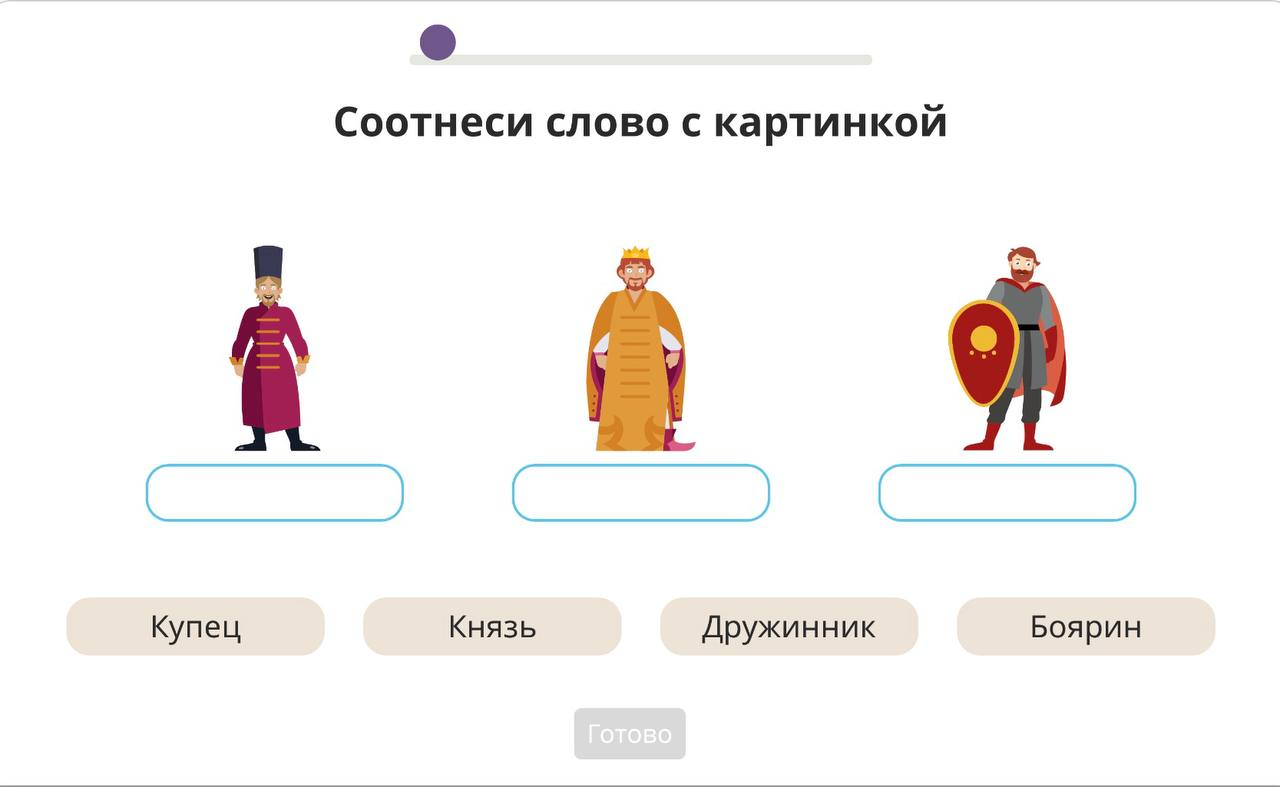 Соотнеси слово с картинкой
Купец
Князь
Дружинник
Боярин
Готово